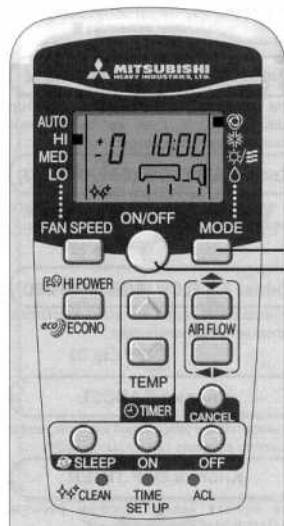 MITSUBISHI
HEAVY INDUSTRIES, LTD.
AUTO
HI
MED
LO
+
- 0 10:00
FAN SPEED
ON/OFF
MODE
HI POWER
eco ECONO
TEMP
AIR FLOW
TIMER
CANCEL
SLEEP
ON
OFF
CLEAN
TIME
SET UP
ACL